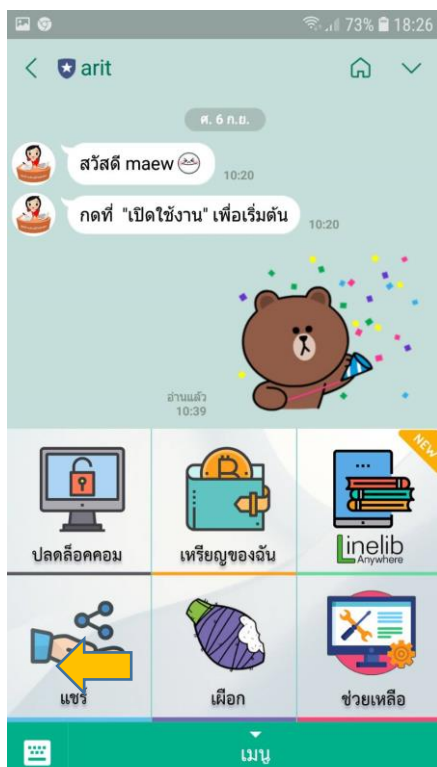 73% 18:26
arit
ศ. 6 ก.ย.
สวัสดี maew
10:20
กดที่ "เปิดใช้งาน" เพื่อเริ่มต้น
10:20
อ่านแล้ว
10:39
NEW
ปลดล็อคคอม
เหรียญของฉัน
Linelib
Anywhere
แชร์
เผือก
ช่วยเหลือ
เมนู